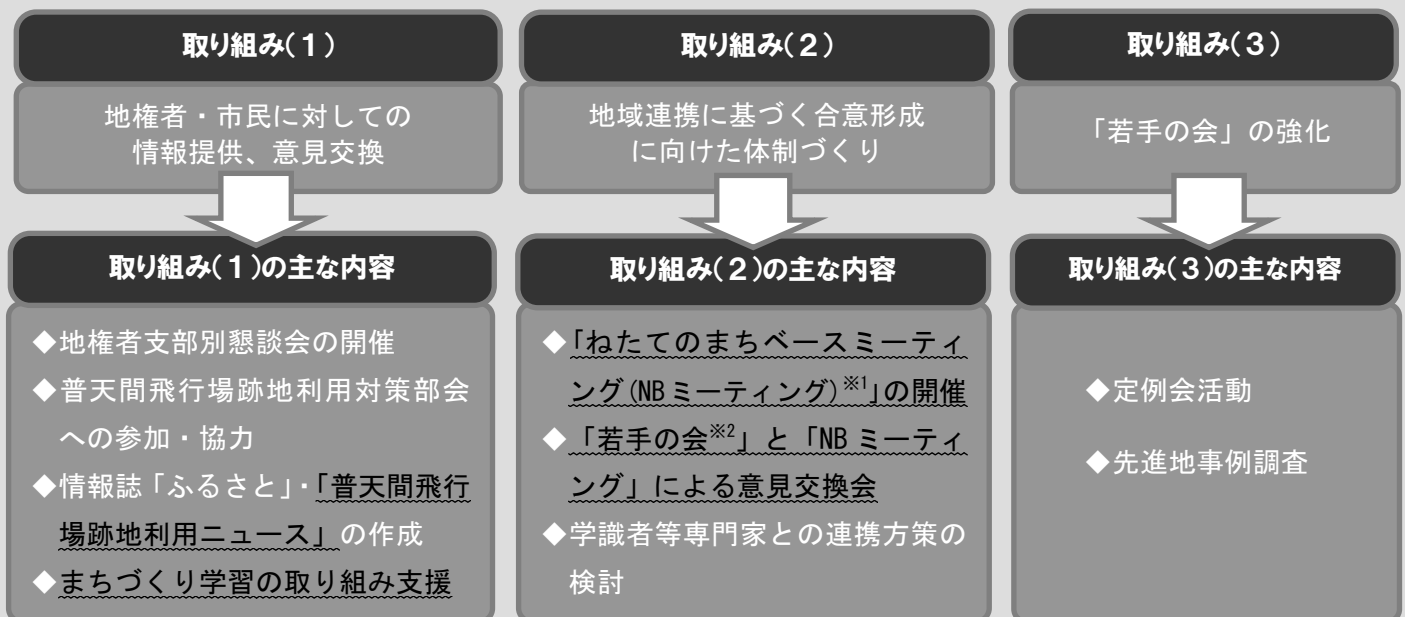 取り組み(1)
地権者・市民に対しての
情報提供、意見交換
取り組み(1)の主な内容
◆地権者支部別懇談会の開催
◆普天間飛行場跡地利用対策部会
への参加・協力
◆情報誌「ふるさと」・「普天間飛行
場跡地利用ニュース」の作成
◆まちづくり学習の取り組み支援
取り組み(2)
地域連携に基づく合意形成
に向けた体制づくり
取り組み(2)の主な内容
◆「ねたてのまちベースミーティ
ング(NBミーティング)※1」の開催
◆「若手の会※2」と「NBミーティ
ング」による意見交換会
◆学識者等専門家との連携方策の
検討
取り組み(3)
「若手の会」の強化
取り組み(3)の主な内容
◆定例会活動
◆先進地事例調査